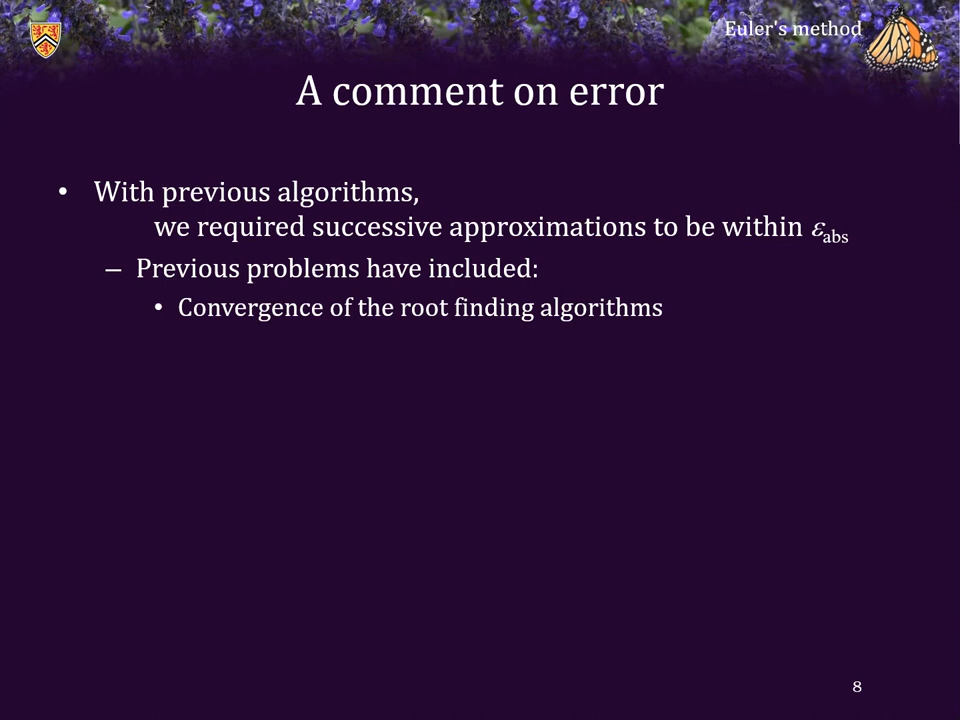 Euler's method
A comment on error
• With previous algorithms,
we required successive approximations to be within εabs
– Previous problems have included:
• Convergence of the root finding algorithms
8